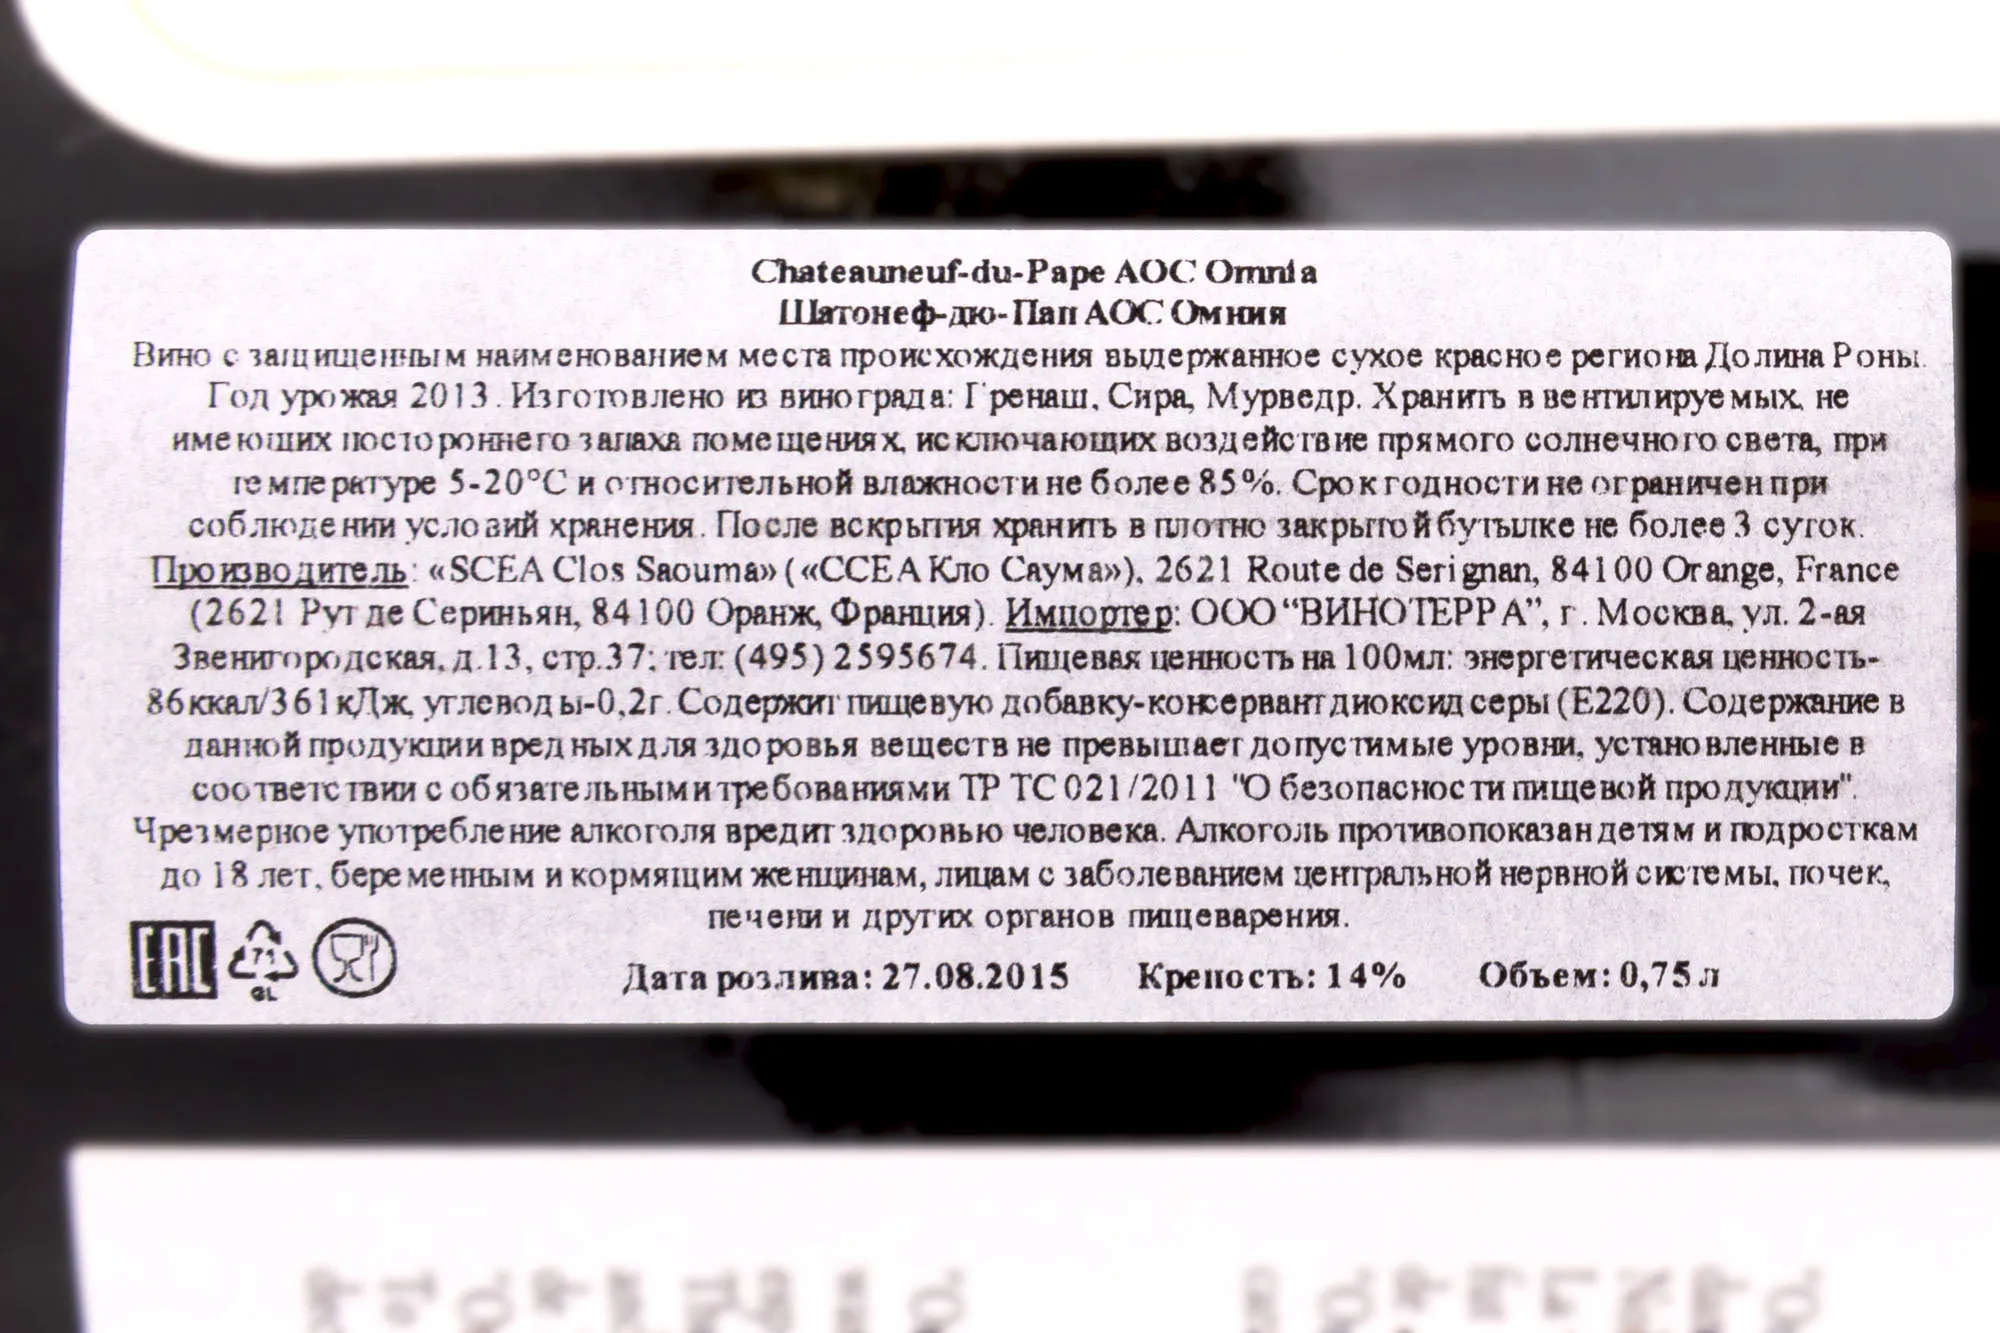 Chateauneuf-du-Pape AOC Omnia
Шатонеф-дю-Пап АОС Омния
Вино с защищенным наименованием места происхождения выдержанное сухое красное региона Долина Роны.
Год урожая 2013. Изготовлено из винограда: Гренаш, Сира, Мурведр. Хранить в вентилируемых, не
имеющих постороннего запаха помещениях, исключающих воздействие прямого солнечного света, при
температуре 5-20°С и относительной влажности не более 85%. Срок годности не ограничен при
соблюдении условий хранения. После вскрытия хранить в плотно закрытой бутылке не более 3 суток.
Производитель: «SCEA Clos Saouma» («ССЕА Кло Саума»), 2621 Route de Serignan, 84100 Orange, France
(2621 Рут де Сериньян, 84100 Оранж, Франция). Импортер: ООО "ВИНОТЕРРА", г. Москва, ул. 2-ая
Звенигородская, д.13, стр.37; тел: (495) 2595674. Пищевая ценность на 100мл: энергетическая ценность-
86ккал/361кДж, углеводы-0,2г. Содержит пищевую добавку-консервант диоксид серы (Е220). Содержание в
данной продукции вредных для здоровья веществ не превышает допустимые уровни, установленные в
соответствии с обязательными требованиями ТР ТС 021/2011 "О безопасности пищевой продукции".
Чрезмерное употребление алкоголя вредит здоровью человека. Алкоголь противопоказан детям и подросткам
до 18 лет, беременным и кормящим женщинам, лицам с заболеванием центральной нервной системы, почек,
печени и других органов пищеварения.
EAC 71 GL Дата розлива: 27.08.2015 Крепость: 14% Объем: 0,75 л